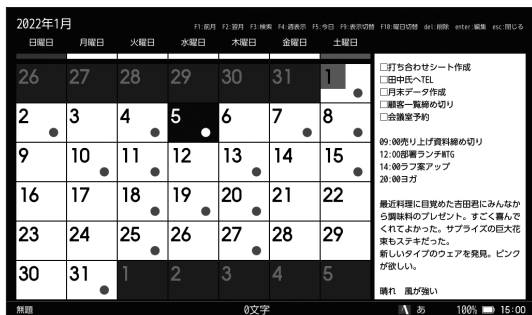 2022年1月
F1:前月 F2:翌月 F3:検索 F4:週表示 F5:今日 F9:表示切替 F10:曜日切替 del:削除 enter:編集 esc:閉じる
日曜日 月曜日 火曜日 水曜日 木曜日 金曜日 土曜日
26 27 28 29 30 31 1
2 3 4 5 6 7 8
9 10 11 12 13 14 15
16 17 18 19 20 21 22
23 24 25 26 27 28 29
30 31 1 2 3 4 5
□打ち合わせシート作成
□田中氏へTEL
□月末データ作成
□顧客一覧締め切り
□会議室予約
09:00売り上げ資料締め切り
12:00部署ランチMTG
14:00ラフ案アップ
20:00ヨガ
最近料理に目覚めた吉田君にみんなか
ら調味料のプレゼント。すごく喜んで
くれてよかった。サプライズの巨大花
束もステキだった。
新しいタイプのウェアを発見。ピンク
が欲しい。
晴れ 風が強い
無題 0文字 A あ 100% 15:00